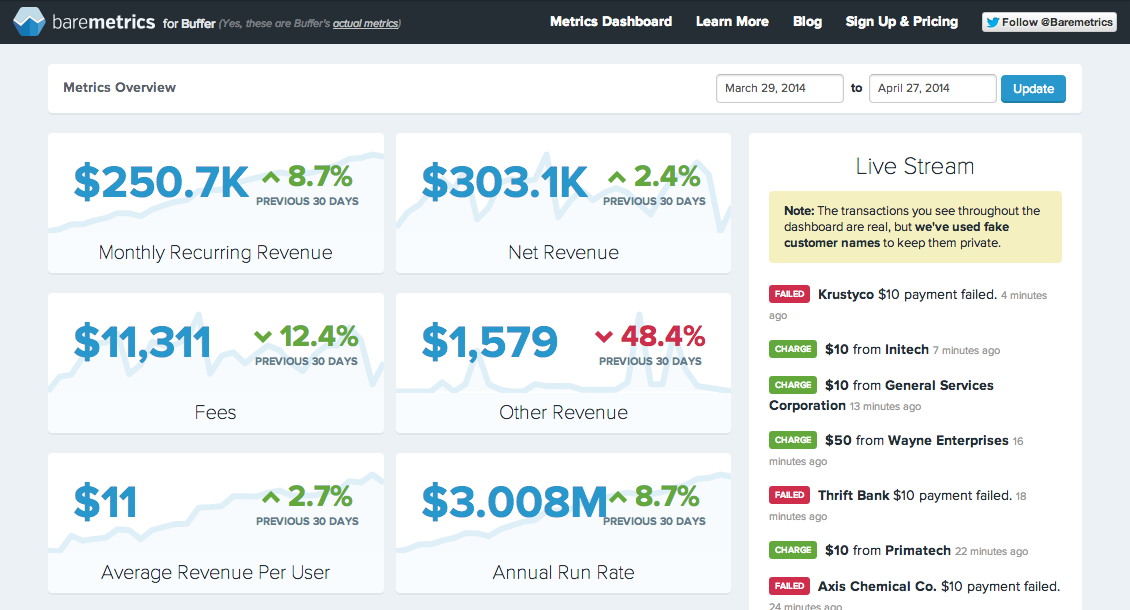 baremetrics for Buffer (Yes, these are Buffer's actual metrics)
Metrics Dashboard Learn More Blog Sign Up & Pricing Follow @Baremetrics
Metrics Overview
March 29, 2014 to April 27, 2014 Update
$250.7K 8.7%
PREVIOUS 30 DAYS
Monthly Recurring Revenue
$303.1K 2.4%
PREVIOUS 30 DAYS
Net Revenue
$11,311 12.4%
PREVIOUS 30 DAYS
Fees
$1,579 48.4%
PREVIOUS 30 DAYS
Other Revenue
$11 2.7%
PREVIOUS 30 DAYS
Average Revenue Per User
$3.008M 8.7%
PREVIOUS 30 DAYS
Annual Run Rate
Live Stream
Note: The transactions you see throughout the
dashboard are real, but we've used fake
customer names to keep them private.
FAILED Krustyco $10 payment failed. 4 minutes
ago
CHARGE $10 from Initech 7 minutes ago
CHARGE $10 from General Services
Corporation 13 minutes ago
CHARGE $50 from Wayne Enterprises 16
minutes ago
FAILED Thrift Bank $10 payment failed. 18
minutes ago
CHARGE $10 from Primatech 22 minutes ago
FAILED Axis Chemical Co. $10 payment failed.
24 minutes ago